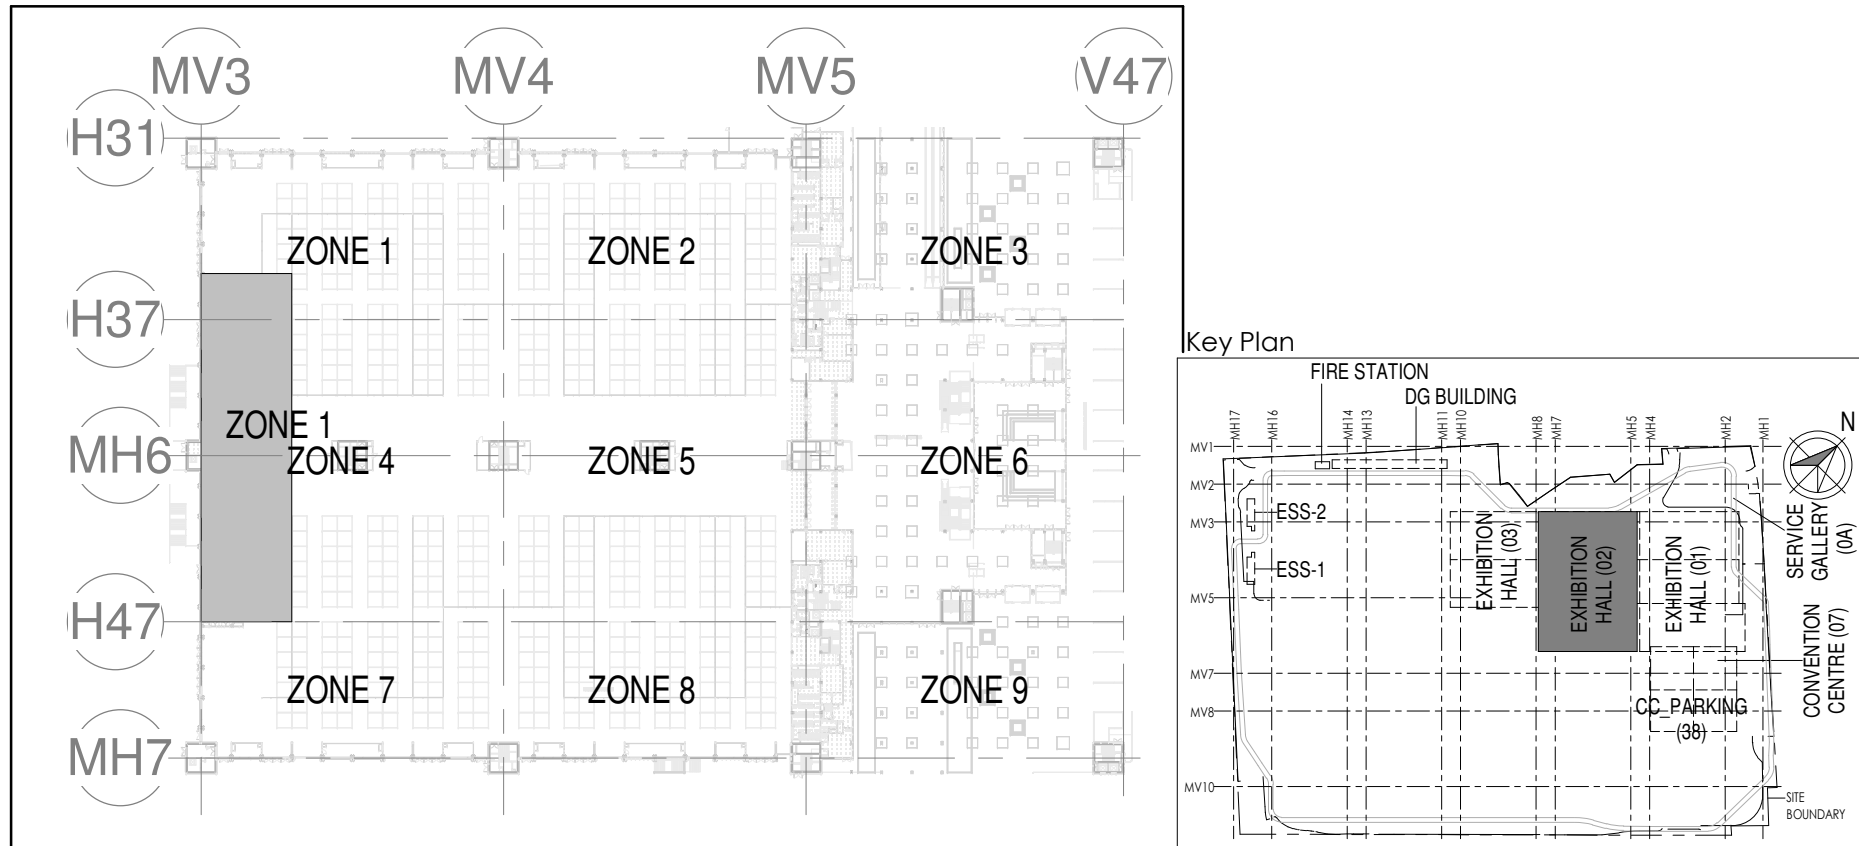 MV3
MV4
MV5
V47
H31
ZONE 1
ZONE 2
ZONE 3
H37
ZONE 1
MH6
ZONE 4
ZONE 5
ZONE 6
H47
ZONE 7
ZONE 8
ZONE 9
MH7
Key Plan
FIRE STATION
DG BUILDING
MH17
MH16
MH14
MH13
MH11
MH10
MH8
MH7
MH5
MH4
MH2
MH1
N
MV1
MV2
MV3
MV5
MV7
MV8
MV10
ESS-2
ESS-1
EXHIBITION
HALL (03)
EXHIBITION
HALL (02)
EXHIBITION
HALL (01)
SERVICE
GALLERY
(0A)
CONVENTION
CENTRE (07)
CC_PARKING
(38)
SITE
BOUNDARY